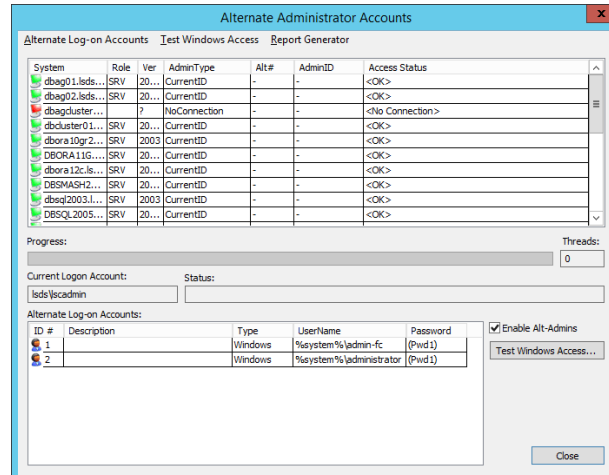 Alternate Administrator Accounts
x
Alternate Log-on Accounts Test Windows Access Report Generator
System Role Ver AdminType Alt# AdminID Access Status
dbag01.lsds... SRV 20... CurrentID - - <OK>
dbag02.lsds... SRV 20... CurrentID - - <OK>
dbagcluster... ? NoConnection - - <No Connection>
dbcluster01... SRV 20... CurrentID - - <OK>
dbora10gr2... SRV 2003 CurrentID - - <OK>
DBORA11G.... SRV 20... CurrentID - - <OK>
dbora12c.ls... SRV 20... CurrentID - - <OK>
DBSMASH2... SRV 20... CurrentID - - <OK>
dbsql2003.l... SRV 2003 CurrentID - - <OK>
DBSQL2005... SRV 20... CurrentID - - <OK>
Progress: Threads:
0
Current Logon Account: Status:
lsds\lscadmin
Alternate Log-on Accounts:
ID # Description Type UserName Password
1 Windows %system%\admin-fc (Pwd1)
2 Windows %system%\administrator (Pwd1)
Enable Alt-Admins
Test Windows Access...
Close